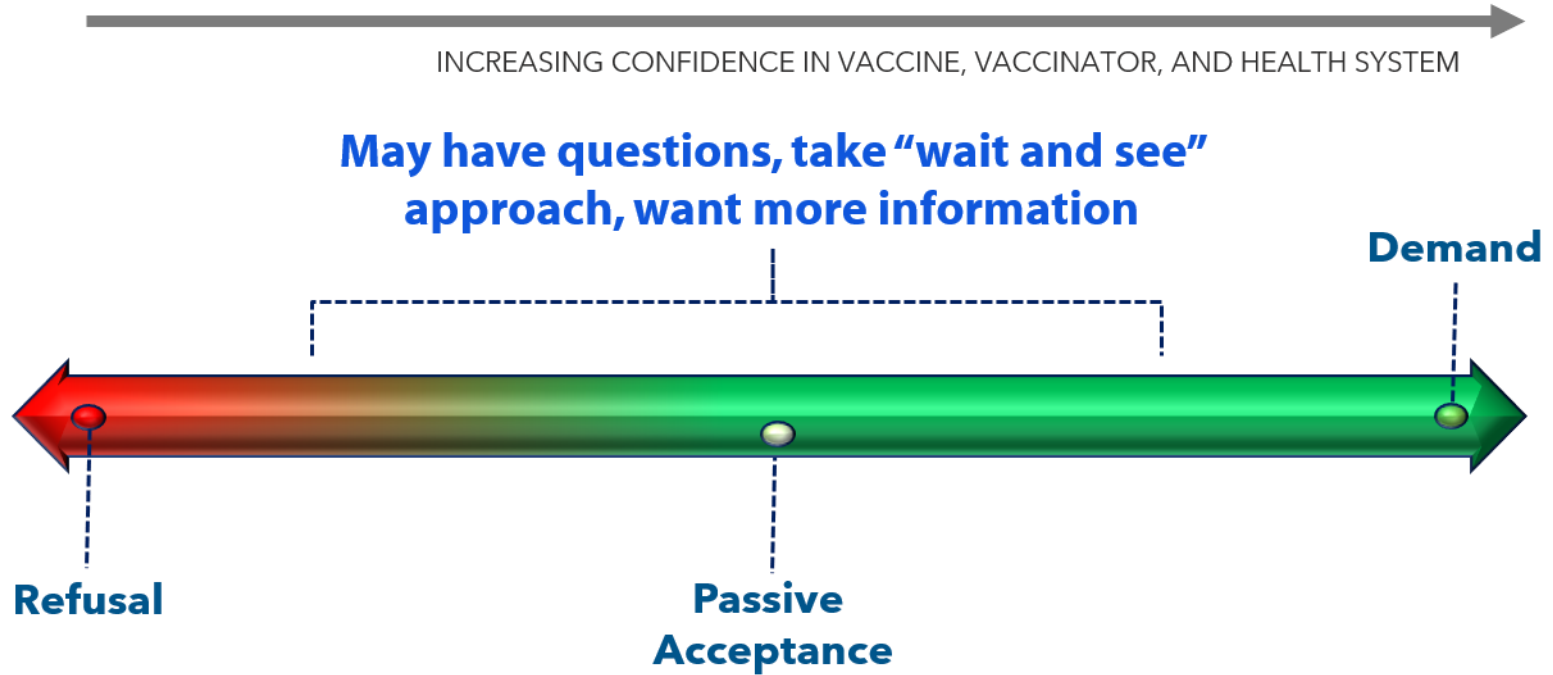 INCREASING CONFIDENCE IN VACCINE, VACCINATOR, AND HEALTH SYSTEM
May have questions, take “wait and see”
approach, want more information
Demand
Refusal
Passive
Acceptance